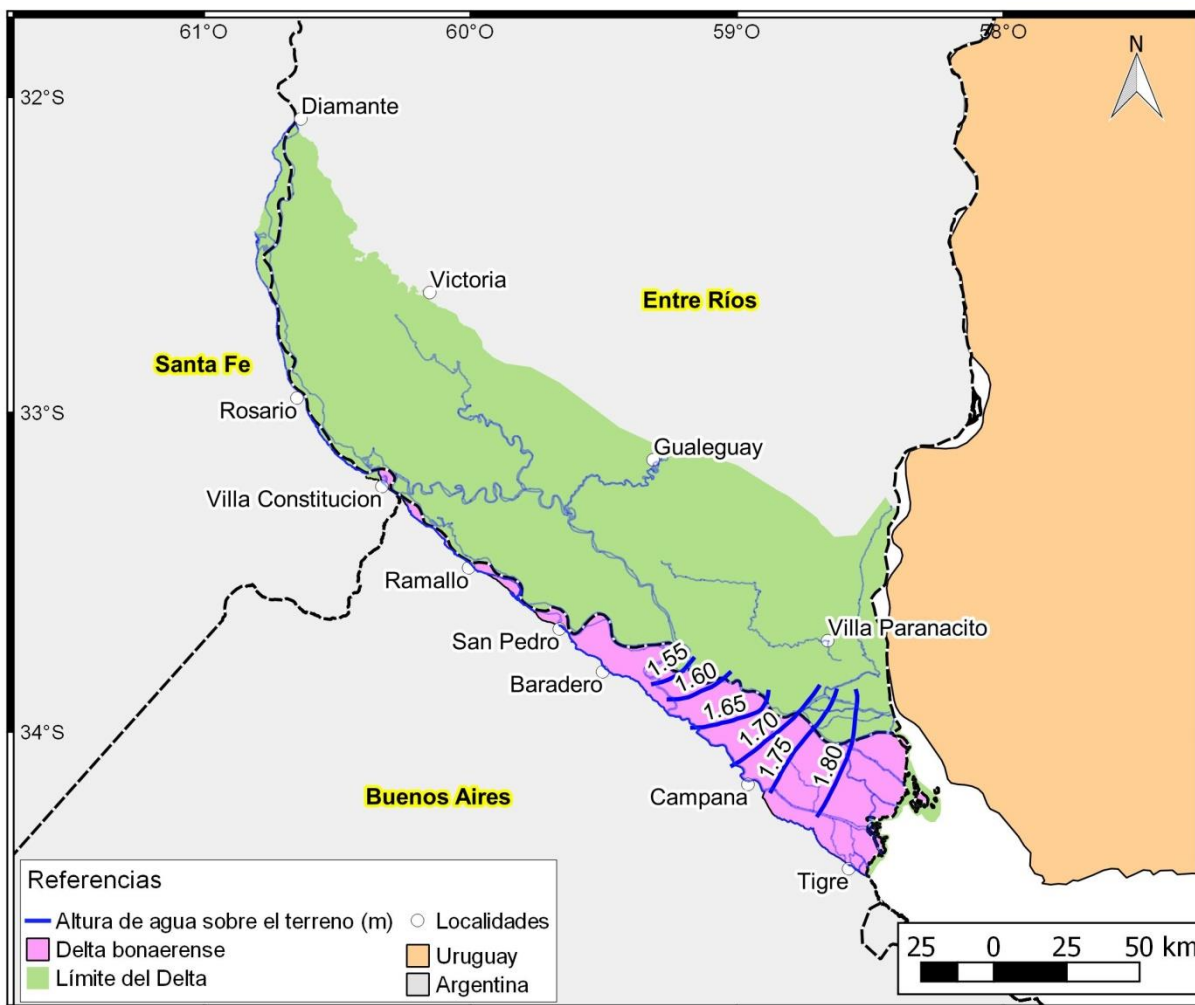 61°O
60°O
59°O
58°O
N
32°S
Diamante
Victoria
Entre Ríos
Santa Fe
33°S
Rosario
Gualeguay
Villa Constitucion
Ramallo
San Pedro
Villa Paranacito
Baradero
1.55
1.60
1.65
1.70
1.75
1.80
34°S
Campana
Buenos Aires
Tigre
Referencias
Altura de agua sobre el terreno (m)
Localidades
Delta bonaerense
Uruguay
Límite del Delta
Argentina
25 0 25 50 km